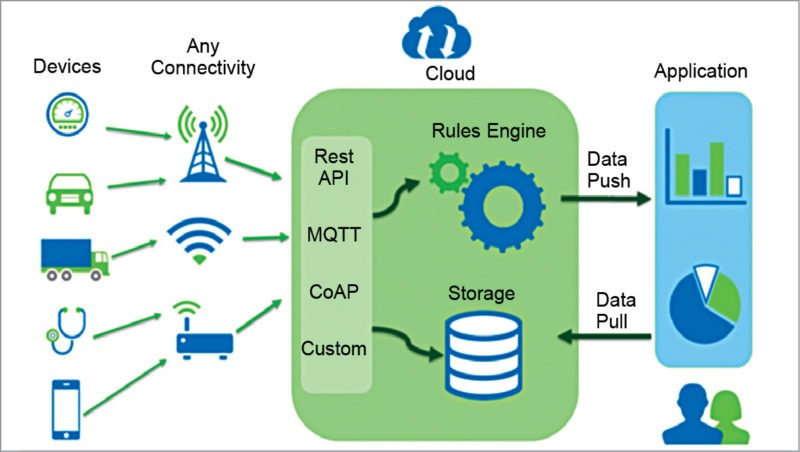 Devices
Any
Connectivity
Cloud
Application
Rest
API
MQTT
CoAP
Custom
Rules Engine
Storage
Data
Push
Data
Pull